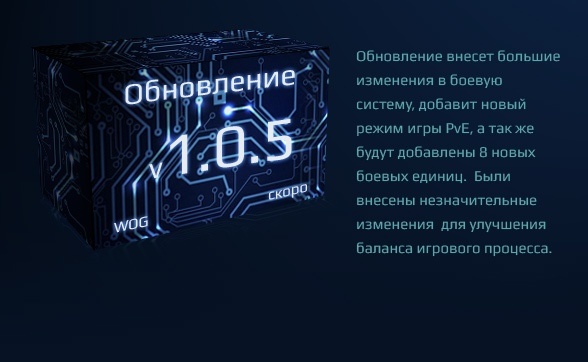 Обновление
v1.0.5
скоро
WOG
Обновление внесет большие
изменения в боевую
систему, добавит новый
режим игры PvE, а так же
будут добавлены 8 новых
боевых единиц.  Были
внесены незначительные
изменения  для улучшения
баланса игрового процесса.